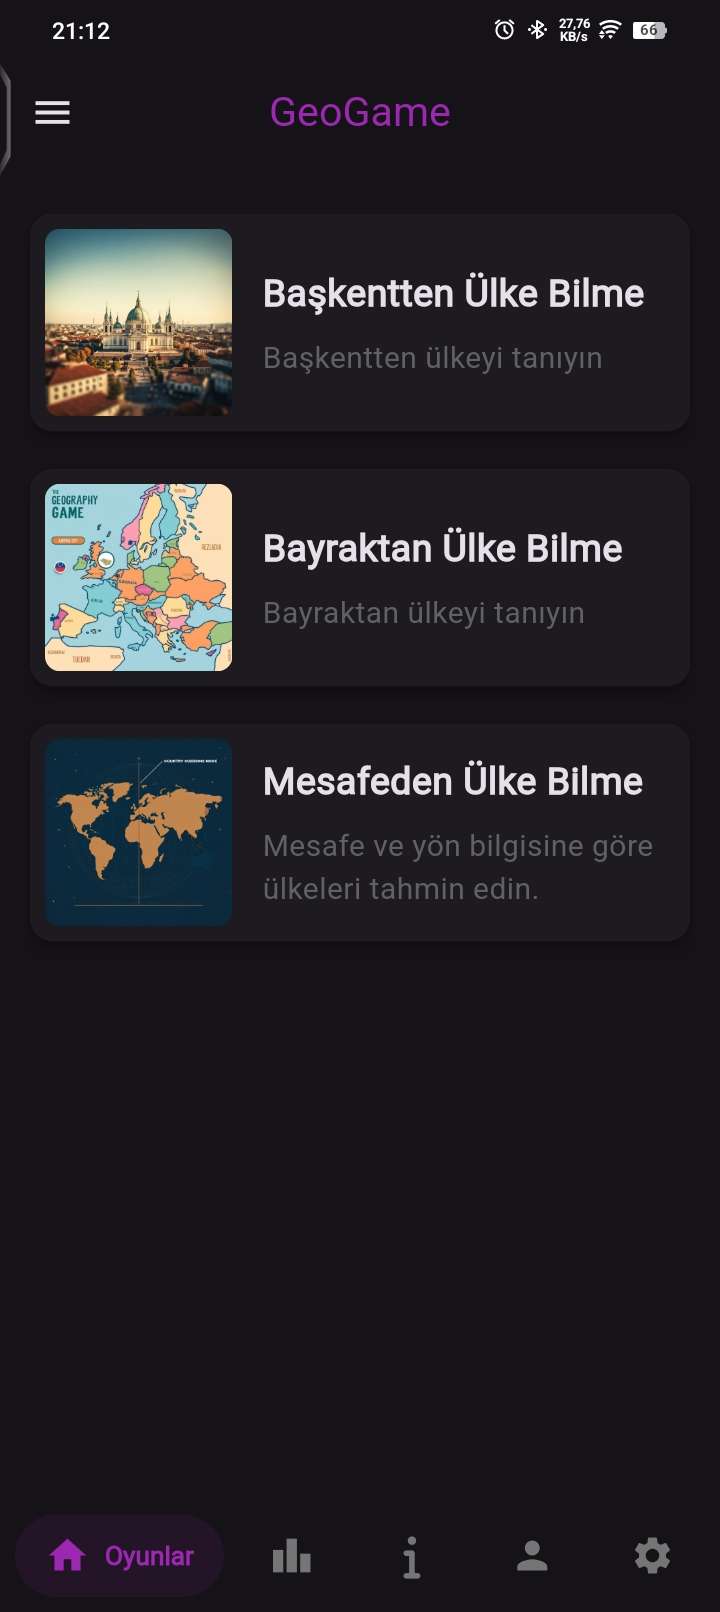 21:12
27,76
KB/s
66
GeoGame
Başkentten Ülke Bilme
Başkentten ülkeyi tanıyın
THE
GEOGRAPHY
GAME
Bayraktan Ülke Bilme
Bayraktan ülkeyi tanıyın
Mesafeden Ülke Bilme
Mesafe ve yön bilgisine göre
ülkeleri tahmin edin.
Oyunlar